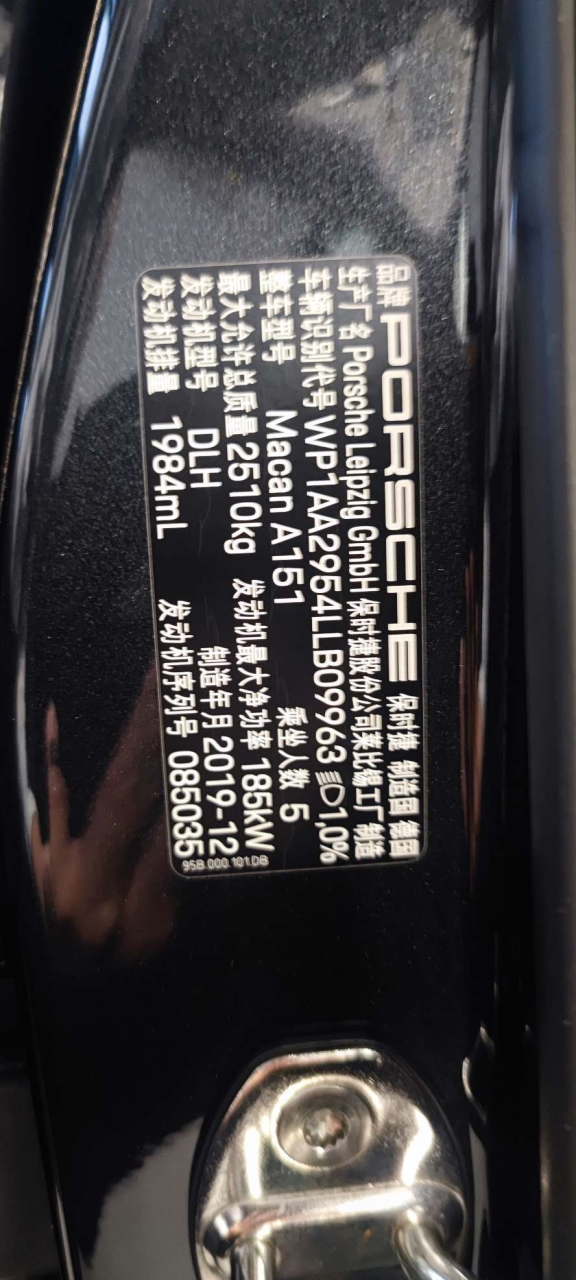 品牌 PORSCHE 保时捷 制造国 德国
生产厂名 Porsche Leipzig GmbH 保时捷股份公司莱比锡工厂 制造
车辆识别代号 WP1AA2954LLB09963 1,0%
整车型号 Macan A151 乘坐人数 5
最大允许总质量 2510kg 发动机最大净功率 185kW
发动机型号 DLH 制造年月 2019-12
发动机排量 1984mL 发动机序列号 085035
95B.000.101.DB